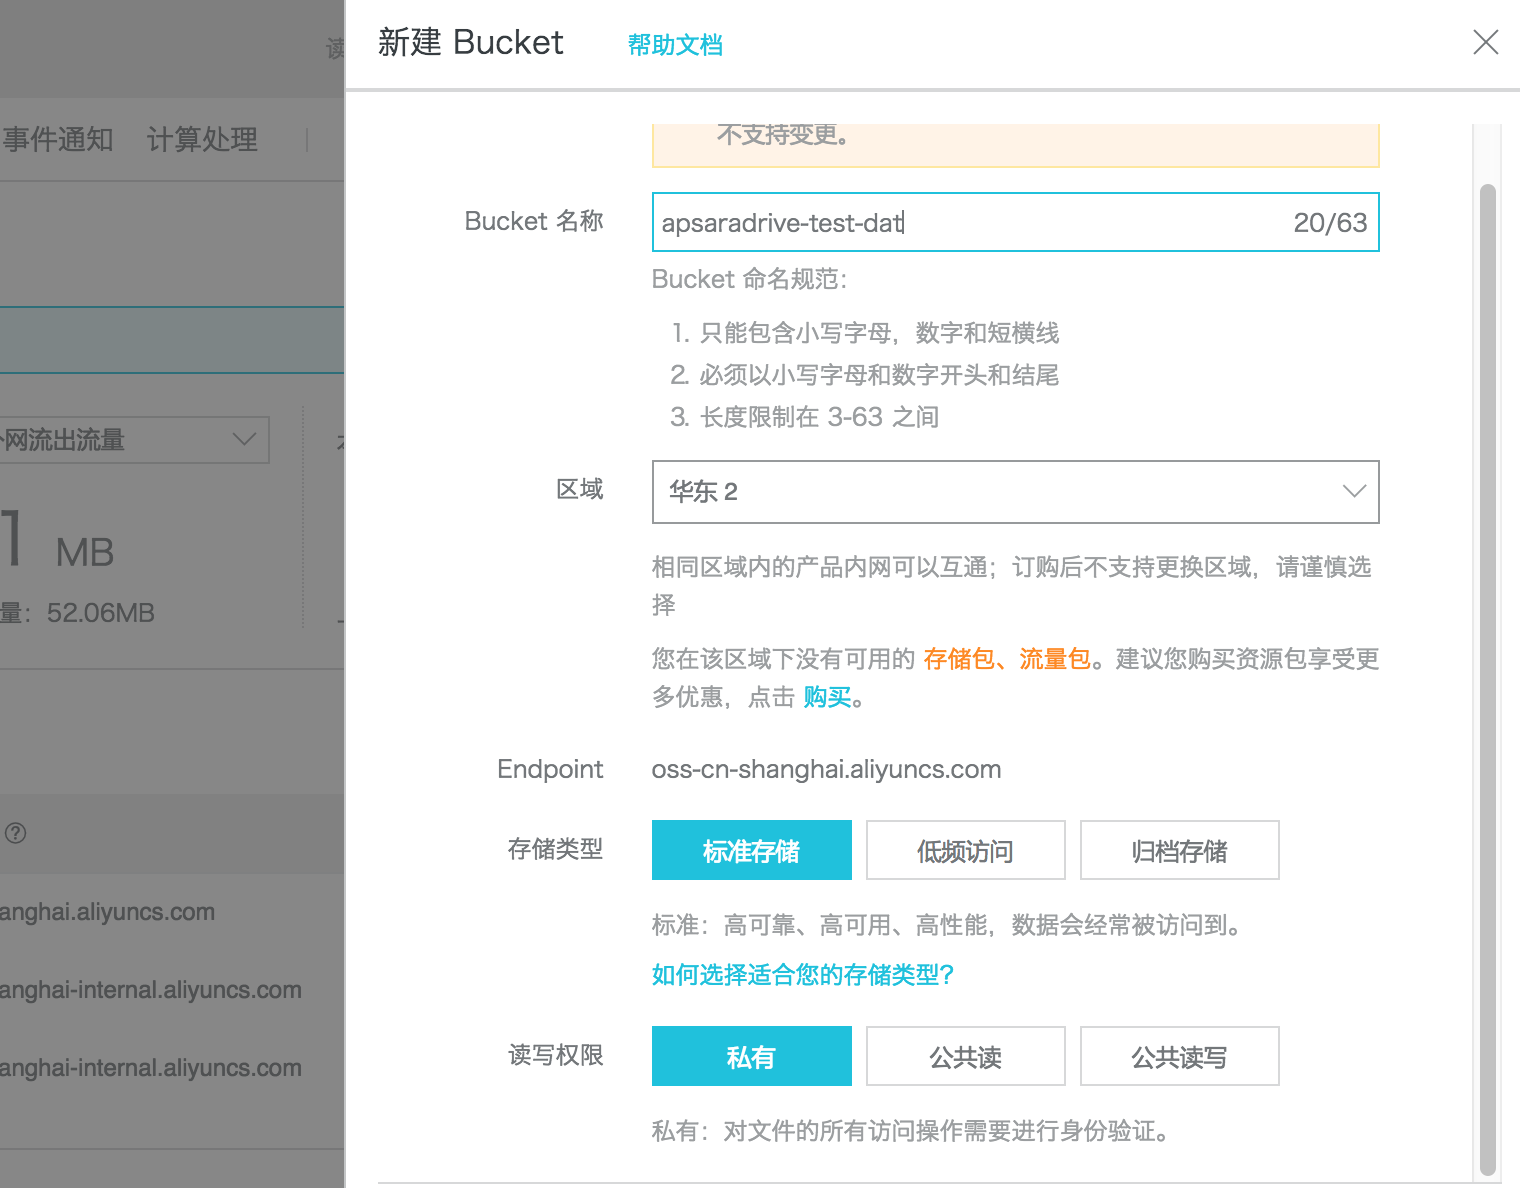 新建 Bucket
帮助文档
读
事件通知
计算处理
不支持变更。
Bucket 名称
apsaradrive-test-dat
20/63
Bucket 命名规范：
1. 只能包含小写字母，数字和短横线
2. 必须以小写字母和数字开头和结尾
3. 长度限制在 3-63 之间
网流出流量
1 MB
量：52.06MB
区域
华东 2
相同区域内的产品内网可以互通；订购后不支持更换区域，请谨慎选
择
您在该区域下没有可用的 存储包、流量包。建议您购买资源包享受更
多优惠，点击 购买。
Endpoint
oss-cn-shanghai.aliyuncs.com
存储类型
标准存储
低频访问
归档存储
标准：高可靠、高可用、高性能，数据会经常被访问到。
如何选择适合您的存储类型？
anghai.aliyuncs.com
anghai-internal.aliyuncs.com
anghai-internal.aliyuncs.com
读写权限
私有
公共读
公共读写
私有：对文件的所有访问操作需要进行身份验证。